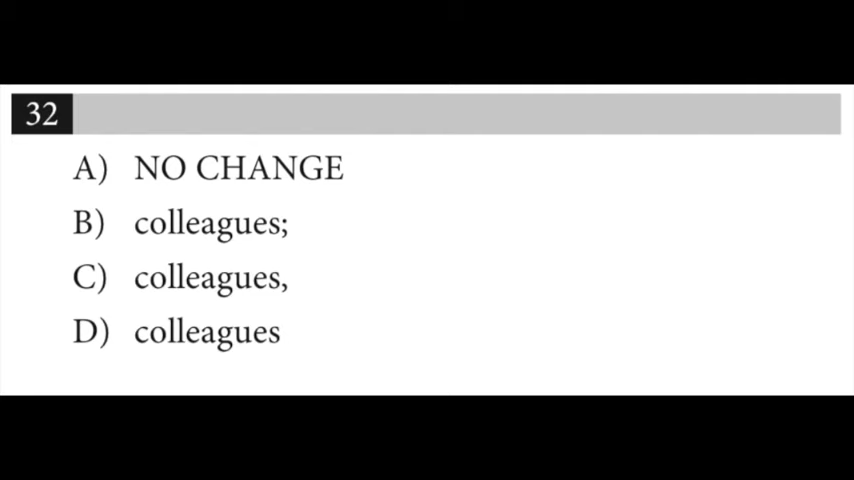 32
A) NO CHANGE
B) colleagues;
C) colleagues,
D) colleagues